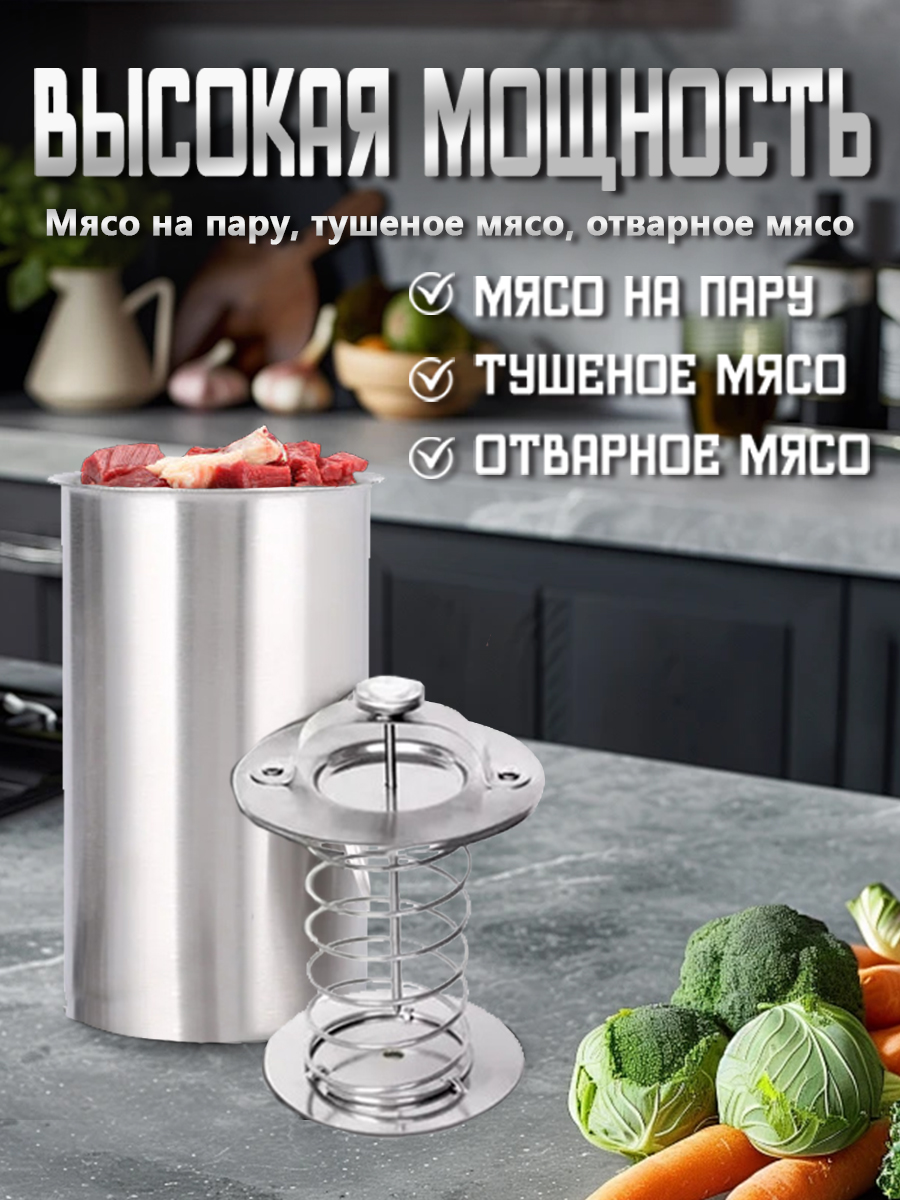 ВЫСОКАЯ МОЩНОСТЬ
Мясо на пару, тушеное мясо, отварное мясо
МЯСО НА ПАРУ
ТУШЕНОЕ МЯСО
ОТВАРНОЕ МЯСО